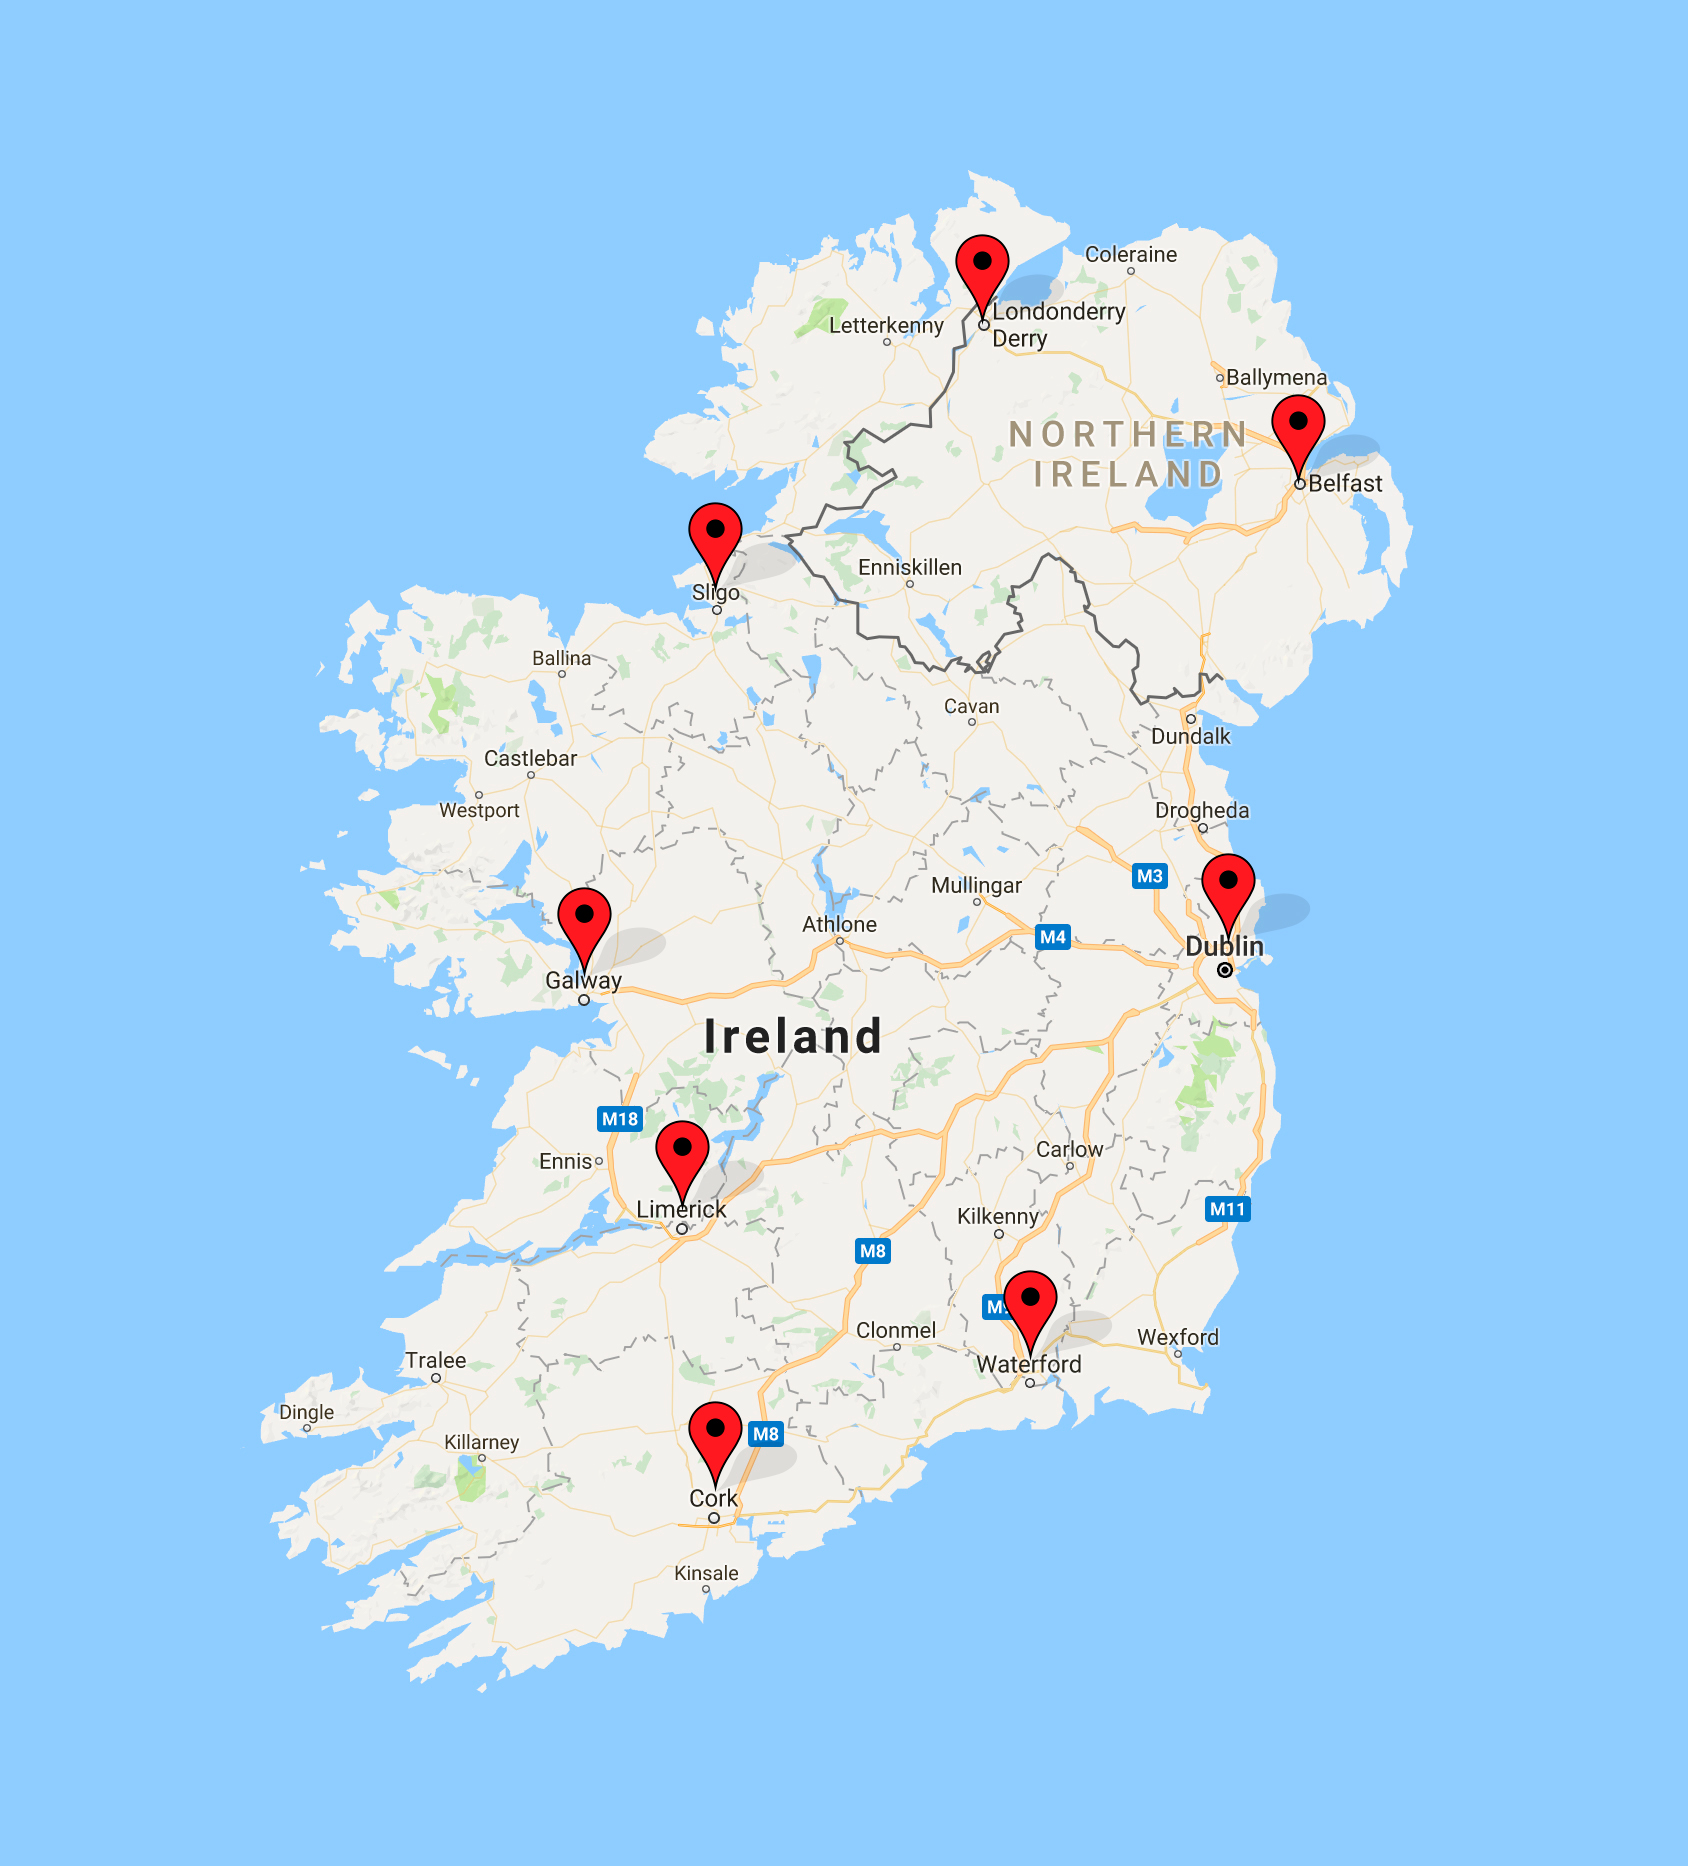 Coleraine
Londonderry
Derry
Letterkenny
Ballymena
NORTHERN
IRELAND
Belfast
Enniskillen
Sligo
Ballina
Cavan
Dundalk
Castlebar
Westport
Drogheda
M3
Mullingar
Athlone
M4
Dublin
Galway
Ireland
M18
Carlow
Ennis
Limerick
M11
Kilkenny
M8
Clonmel
Wexford
Waterford
Tralee
Dingle
M8
Killarney
Cork
Kinsale